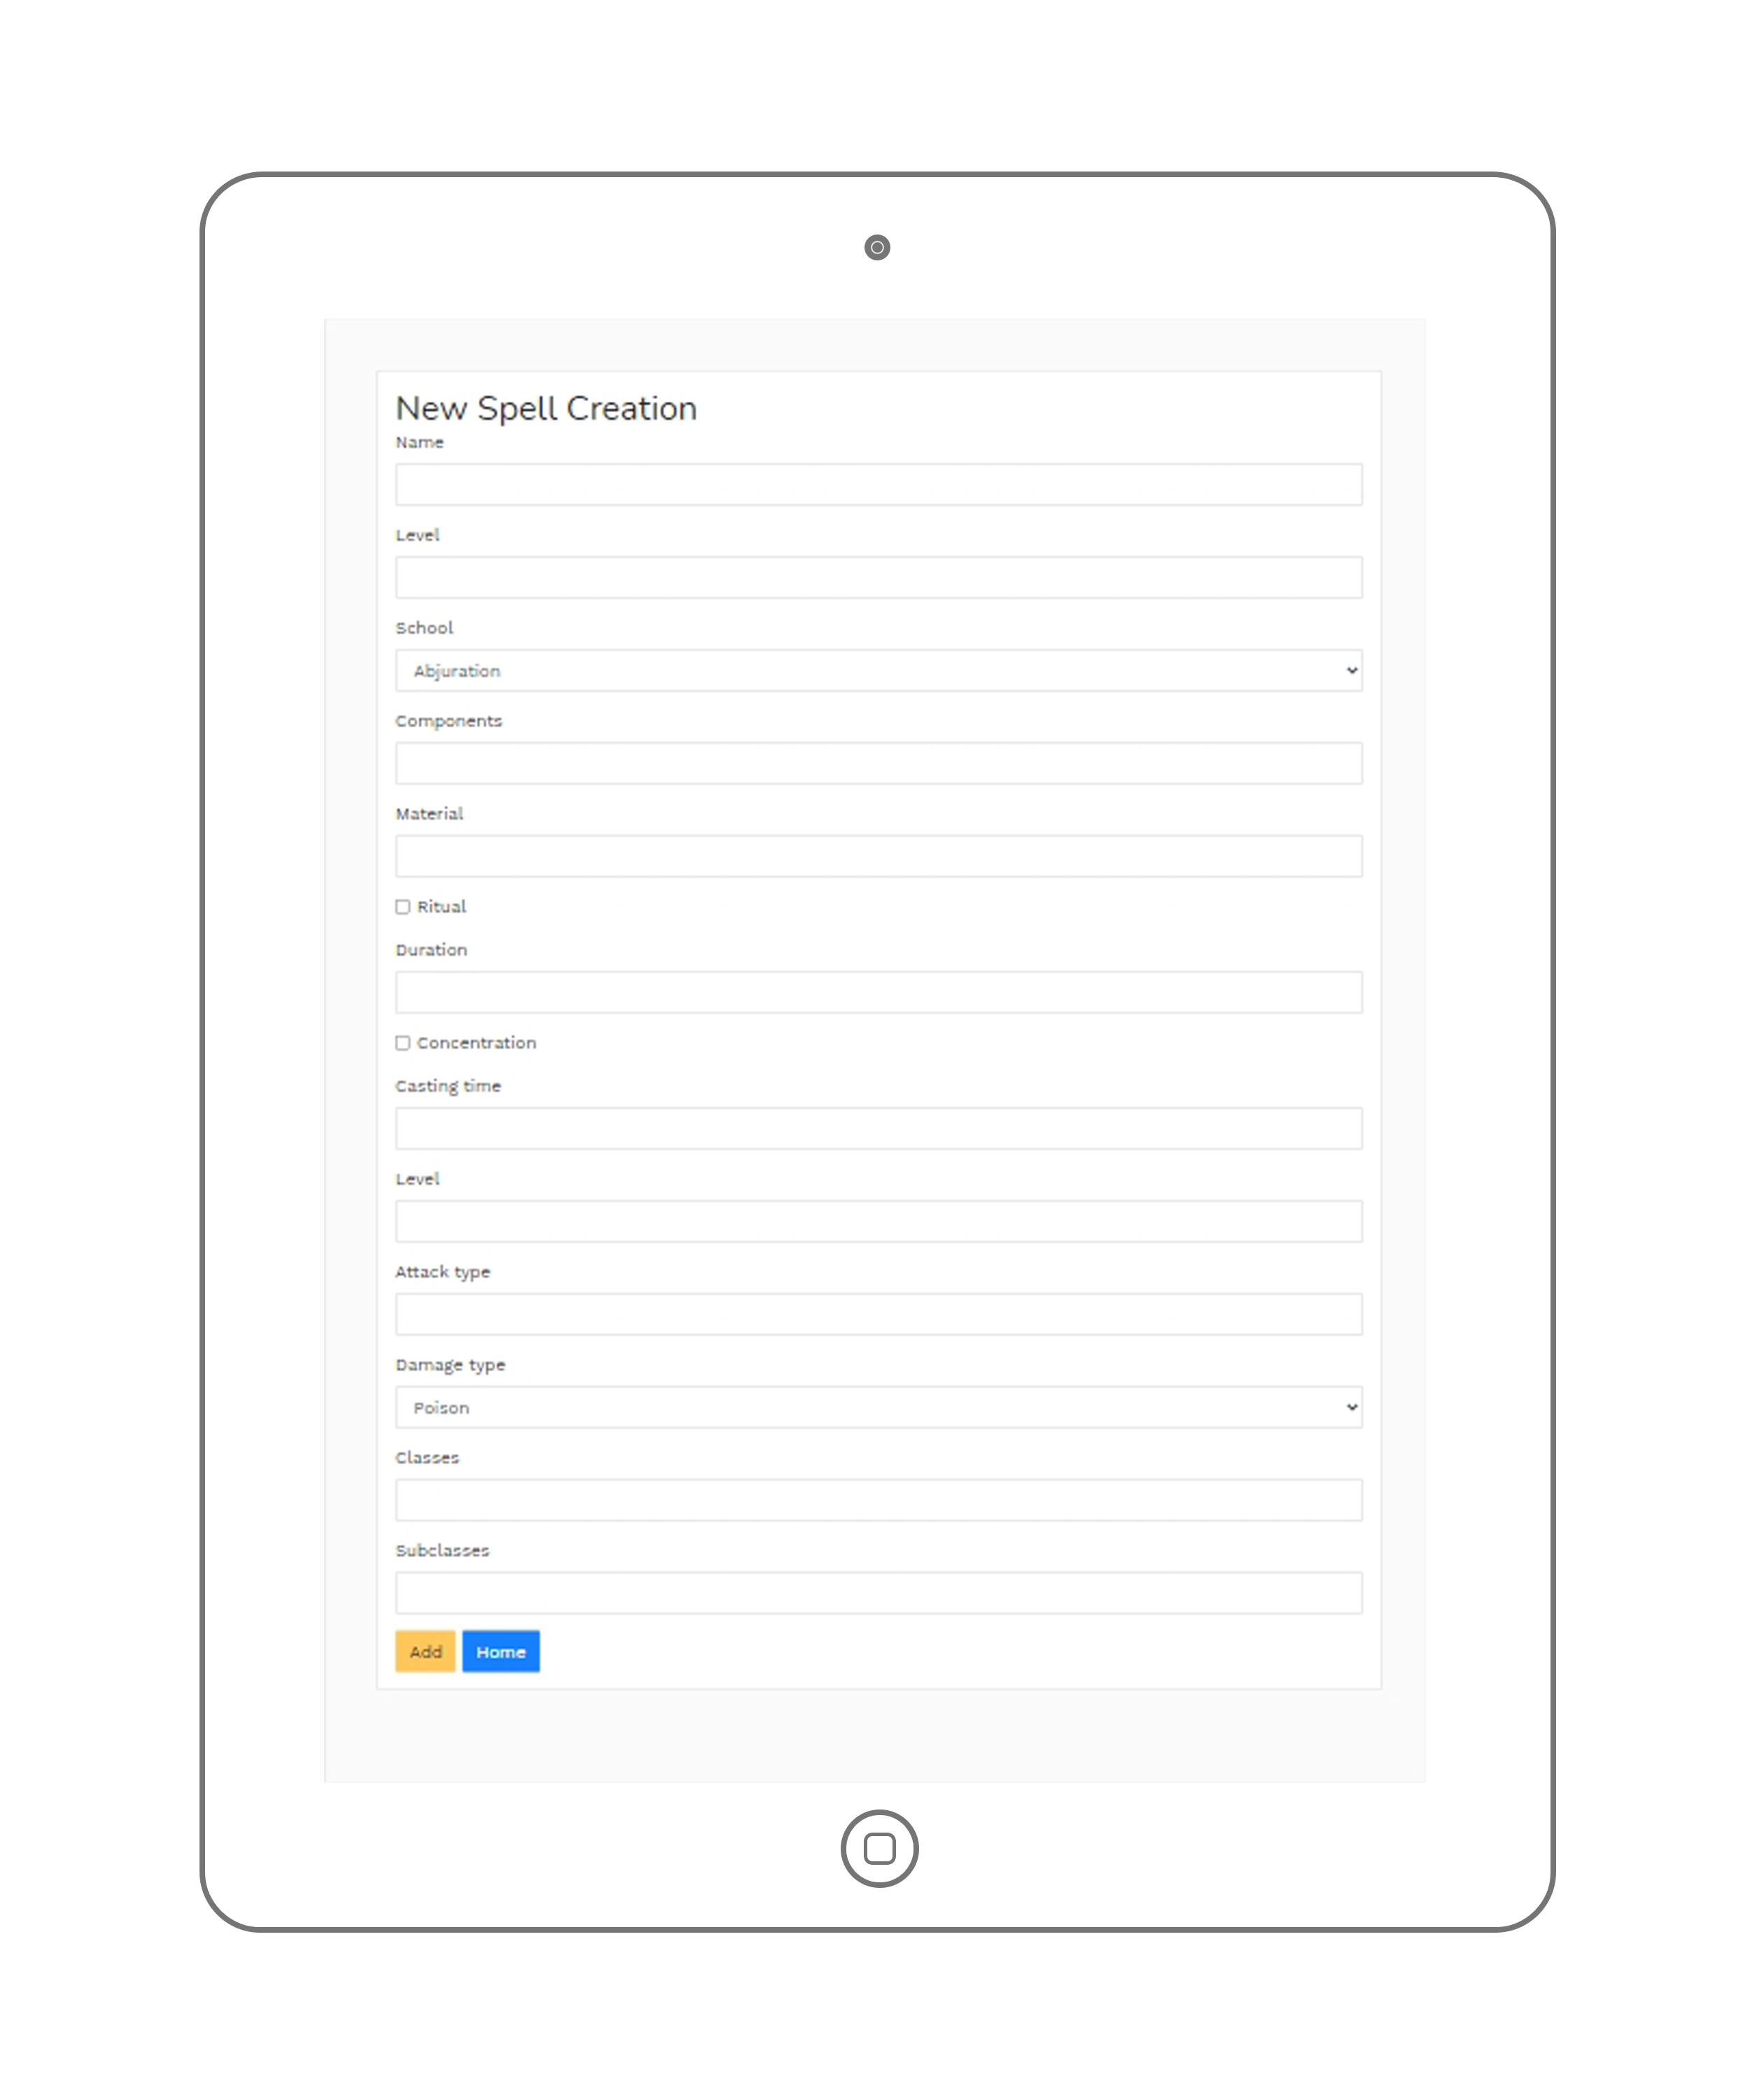 New Spell Creation
Name
Level
School
Abjuration
Components
Material
Ritual
Duration
Concentration
Casting time
Level
Attack type
Damage type
Poison
Classes
Subclasses
Add Home